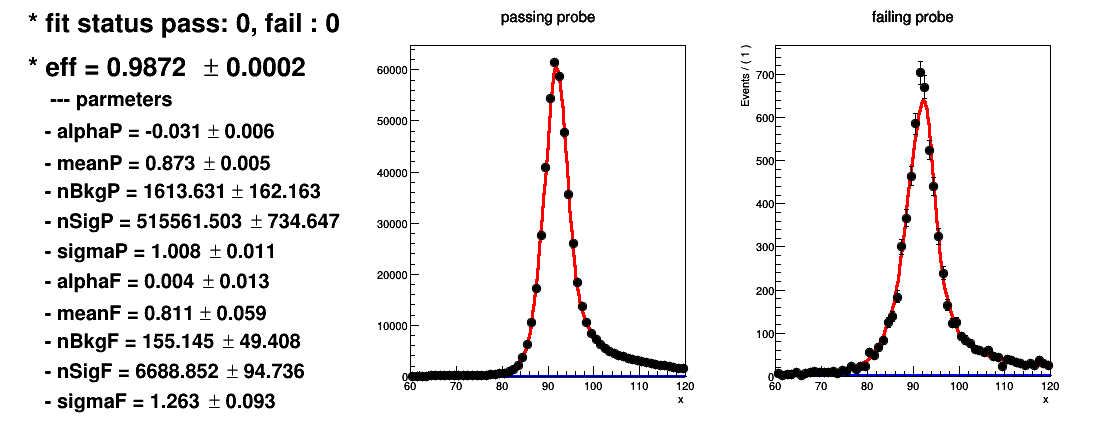 * fit status pass: 0, fail : 0
* eff = 0.9872 ± 0.0002
--- parmeters
- alphaP = -0.031 ± 0.006
- meanP = 0.873 ± 0.005
- nBkgP = 1613.631 ± 162.163
- nSigP = 515561.503 ± 734.647
- sigmaP = 1.008 ± 0.011
- alphaF = 0.004 ± 0.013
- meanF = 0.811 ± 0.059
- nBkgF = 155.145 ± 49.408
- nSigF = 6688.852 ± 94.736
- sigmaF = 1.263 ± 0.093
passing probe
60000
50000
40000
30000
20000
10000
0
60 70 80 90 100 110 120
x
failing probe
Events / ( 1 )
700
600
500
400
300
200
100
0
60 70 80 90 100 110 120
x